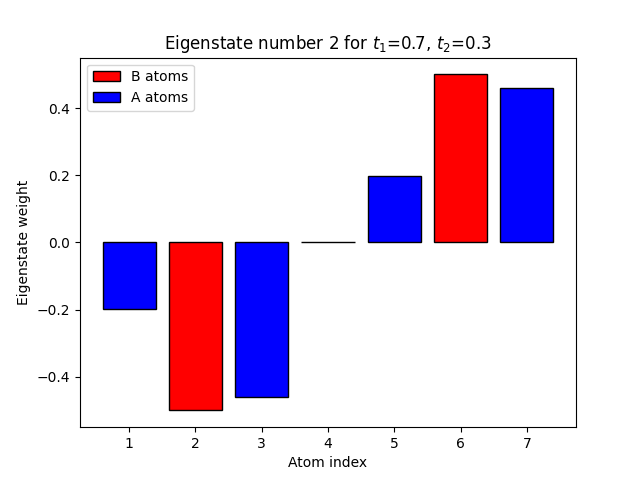 Eigenstate number 2 for t₁=0.7, t₂=0.3
B atoms
A atoms
Eigenstate weight
0.4
0.2
0.0
−0.2
−0.4
1 2 3 4 5 6 7
Atom index